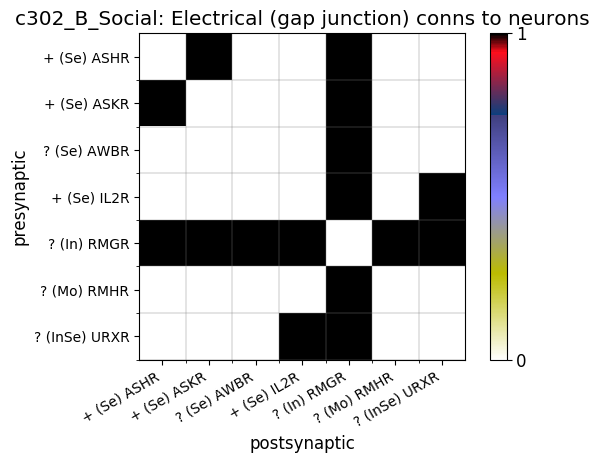 c302_B_Social: Electrical (gap junction) conns to neurons
+ (Se) ASHR
+ (Se) ASKR
? (Se) AWBR
+ (Se) IL2R
? (In) RMGR
? (Mo) RMHR
? (InSe) URXR
presynaptic
+ (Se) ASHR
+ (Se) ASKR
? (Se) AWBR
+ (Se) IL2R
? (In) RMGR
? (Mo) RMHR
? (InSe) URXR
postsynaptic
1
0